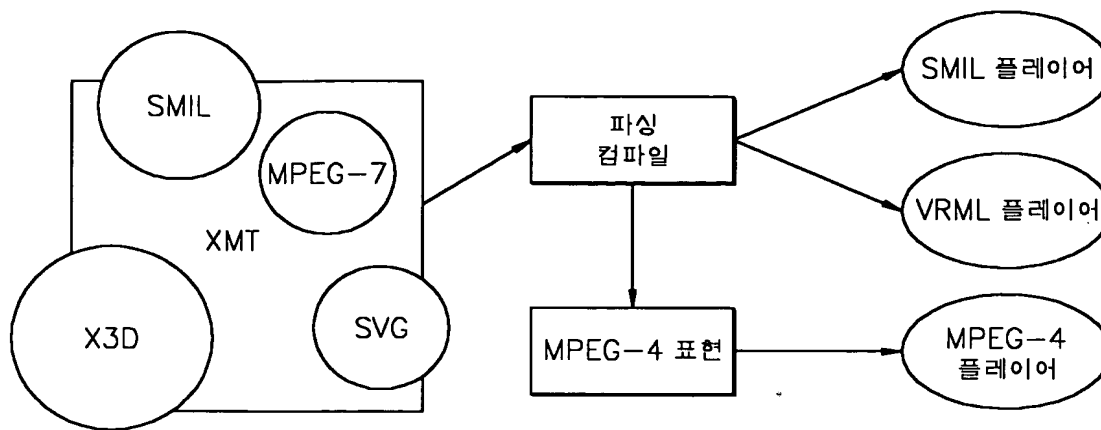 SMIL
MPEG-7
XMT
X3D
SVG
파싱
컴파일
MPEG-4 표현
SMIL 플레이어
VRML 플레이어
MPEG-4
플레이어